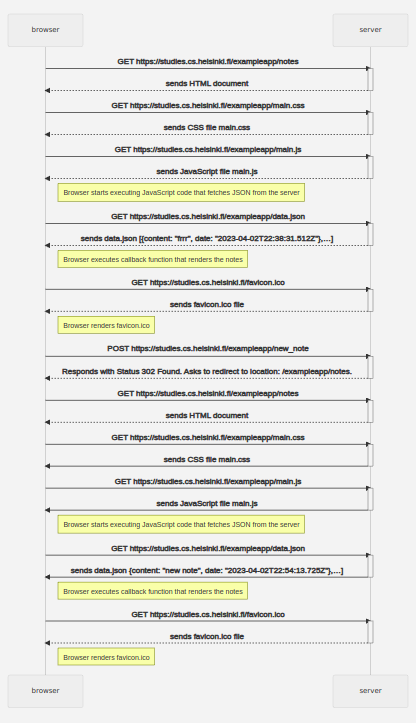 browser server
GET https://studies.cs.helsinki.fi/exampleapp/notes
sends HTML document
GET https://studies.cs.helsinki.fi/exampleapp/main.css
sends CSS file main.css
GET https://studies.cs.helsinki.fi/exampleapp/main.js
sends JavaScript file main.js
Browser starts executing JavaScript code that fetches JSON from the server
GET https://studies.cs.helsinki.fi/exampleapp/data.json
sends data.json [{content: "frrr", date: "2023-04-02T22:38:31.512Z"},…]
Browser executes callback function that renders the notes
GET https://studies.cs.helsinki.fi/favicon.ico
sends favicon.ico file
Browser renders favicon.ico
POST https://studies.cs.helsinki.fi/exampleapp/new_note
Responds with Status 302 Found. Asks to redirect to location: /exampleapp/notes.
GET https://studies.cs.helsinki.fi/exampleapp/notes
sends HTML document
GET https://studies.cs.helsinki.fi/exampleapp/main.css
sends CSS file main.css
GET https://studies.cs.helsinki.fi/exampleapp/main.js
sends JavaScript file main.js
Browser starts executing JavaScript code that fetches JSON from the server
GET https://studies.cs.helsinki.fi/exampleapp/data.json
sends data.json {content: "new note", date: "2023-04-02T22:54:13.725Z"},…]
Browser executes callback function that renders the notes
GET https://studies.cs.helsinki.fi/favicon.ico
sends favicon.ico file
Browser renders favicon.ico
browser server